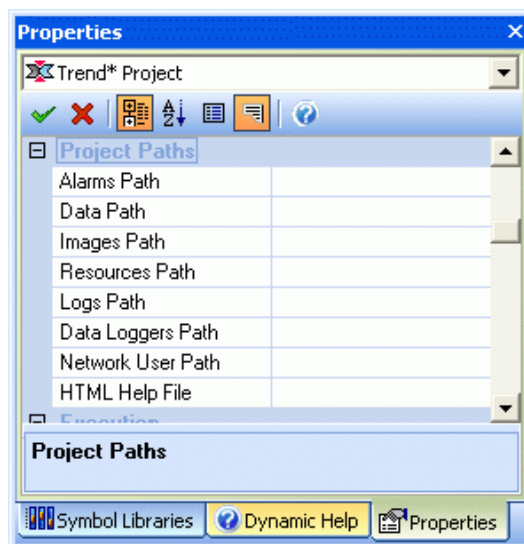 Properties
Trend* Project
Project Paths
Alarms Path
Data Path
Images Path
Resources Path
Logs Path
Data Loggers Path
Network User Path
HTML Help File
Execution
Project Paths
Symbol Libraries Dynamic Help Properties